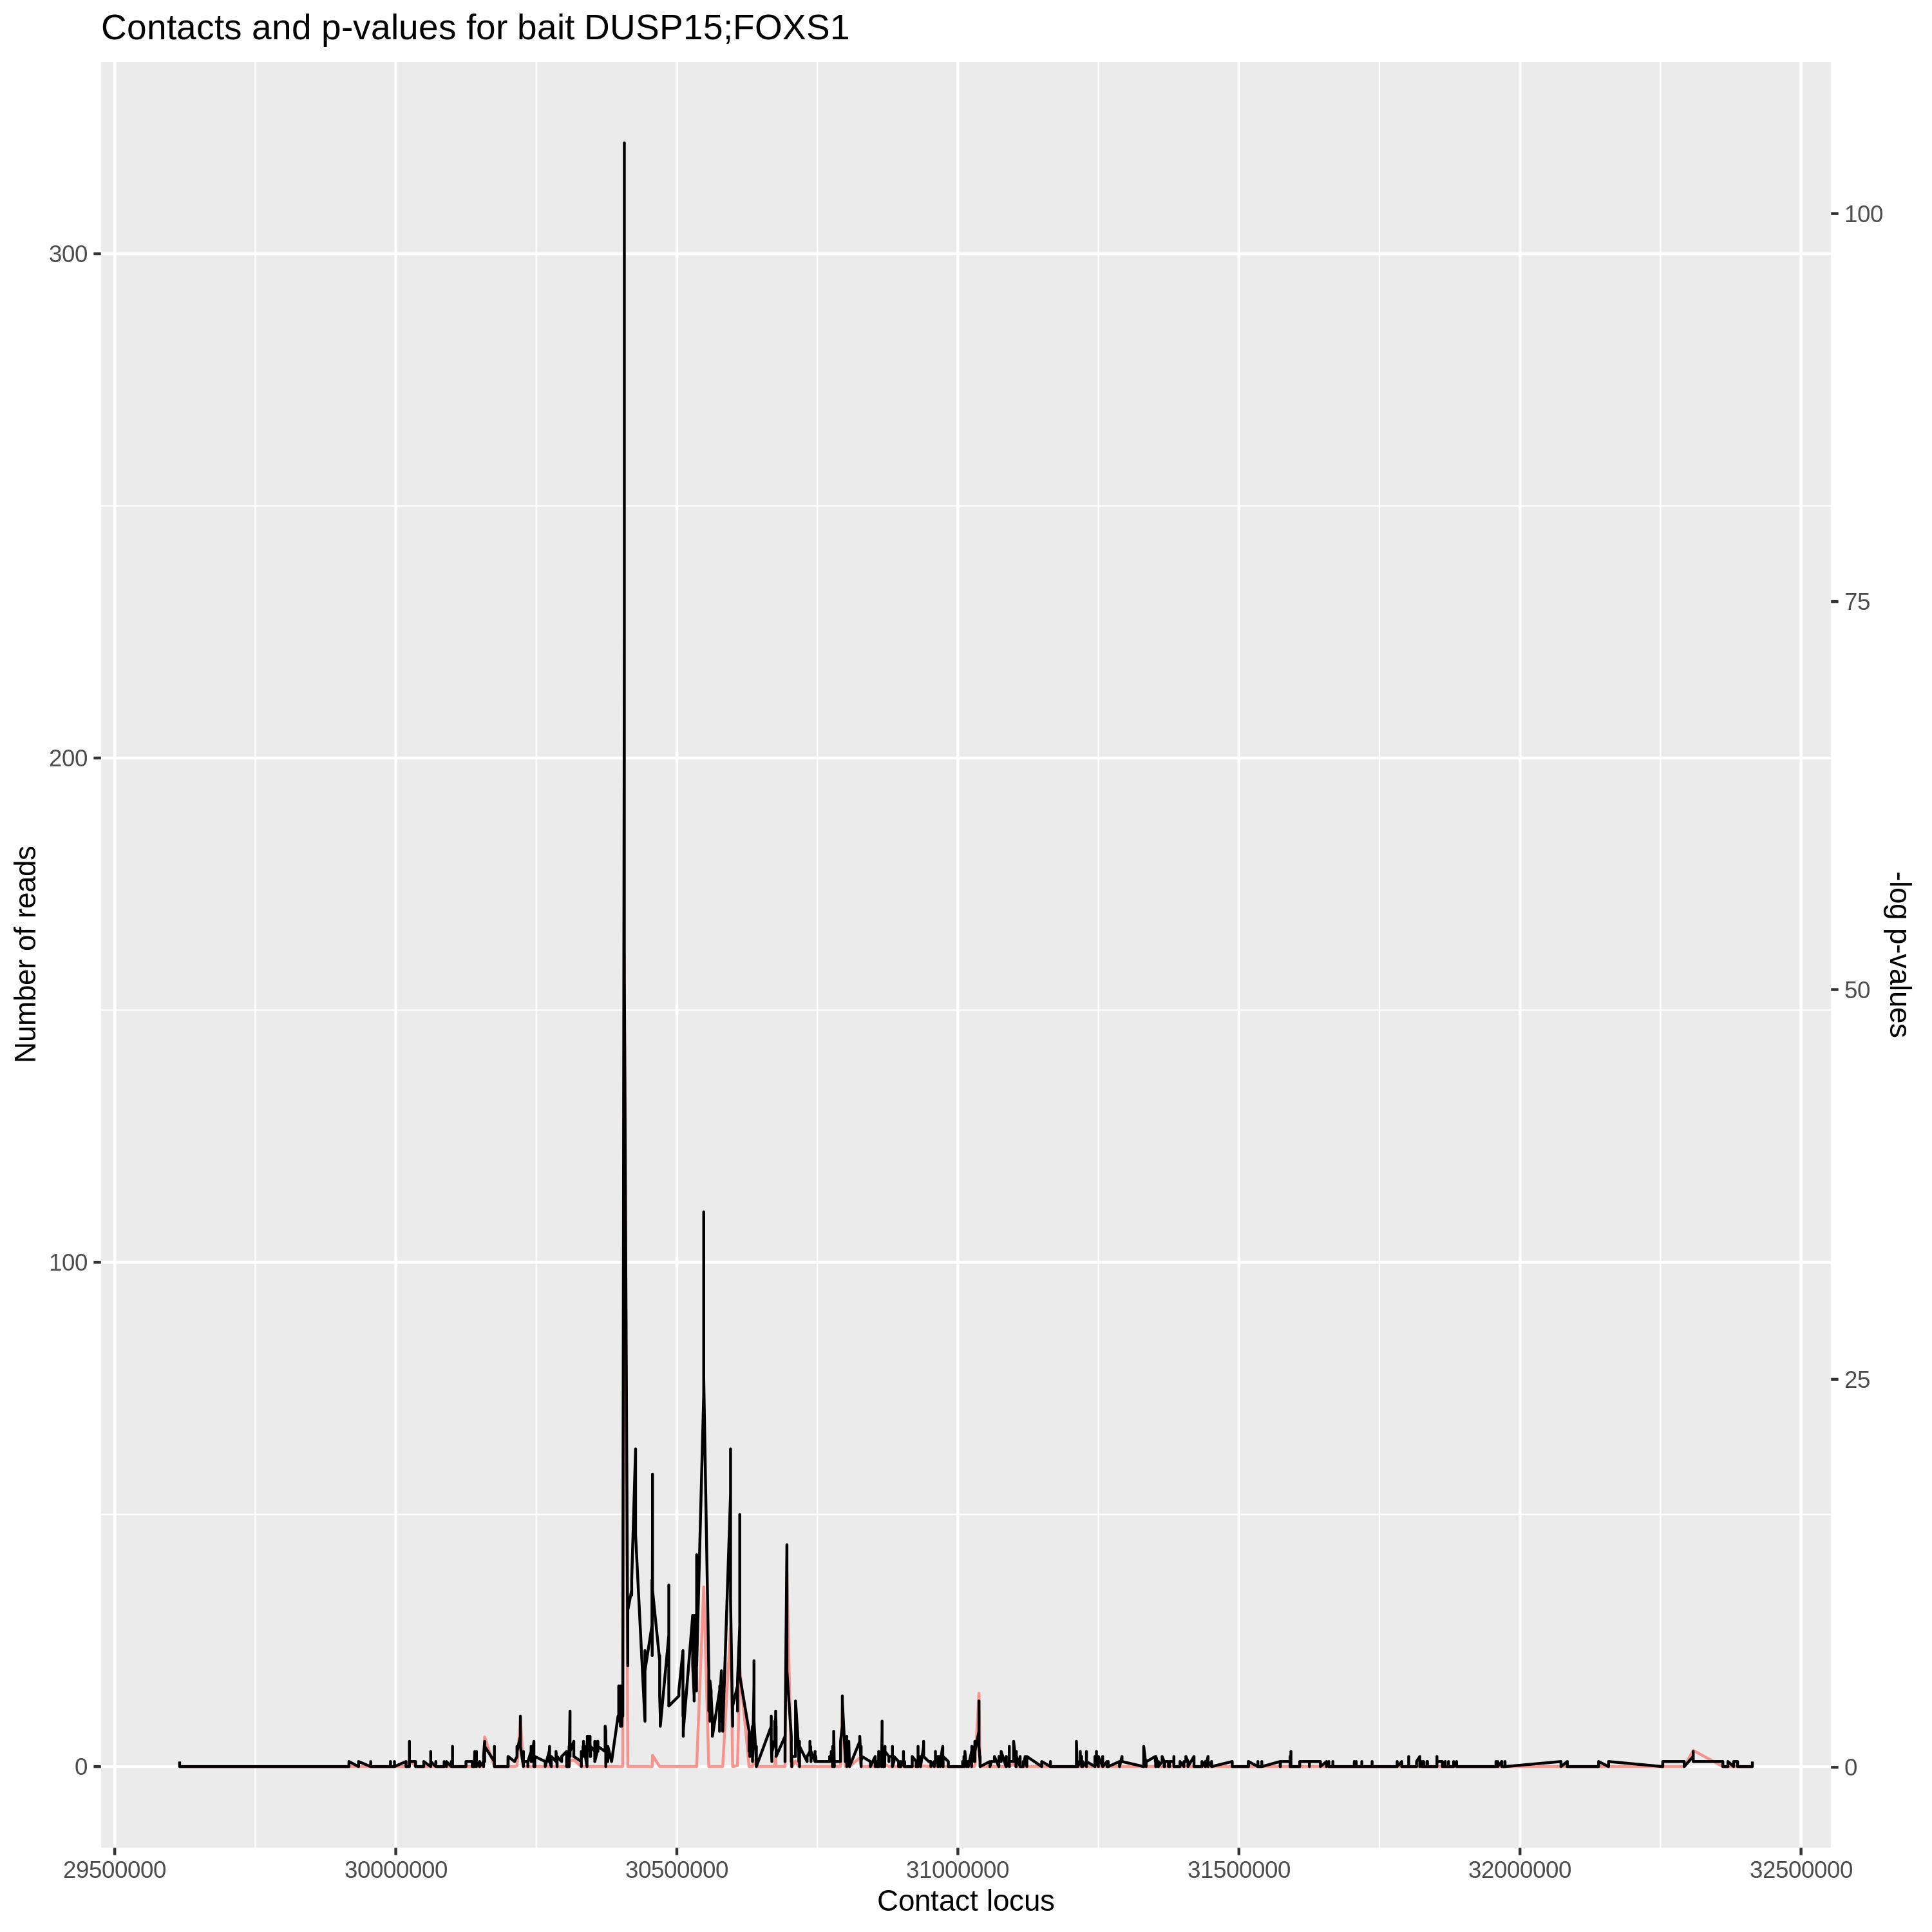 Contacts and p-values for bait DUSP15;FOXS1
Number of reads
300
200
100
0
100
75
50
25
0
-log p-values
29500000 30000000 30500000 31000000 31500000 32000000 32500000
Contact locus